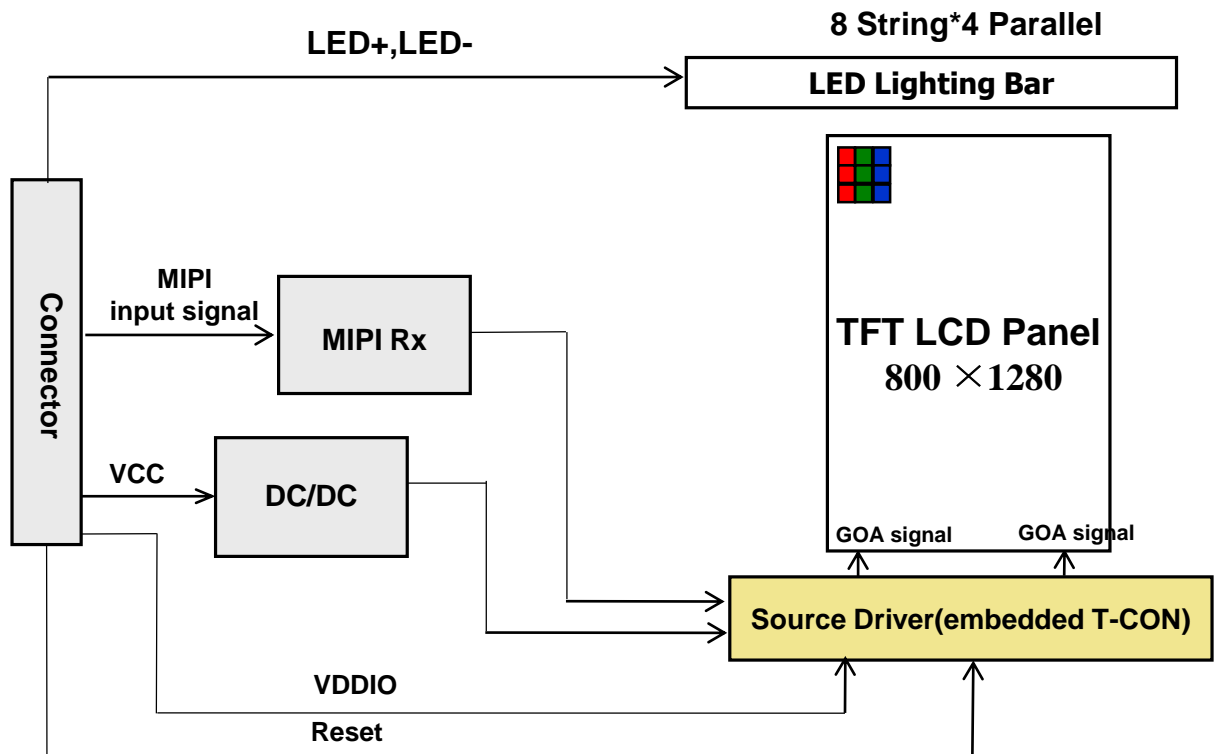 8 String*4 Parallel
LED+,LED-
LED Lighting Bar
Connector
MIPI
input signal
MIPI Rx
TFT LCD Panel
800 ×1280
VCC
DC/DC
GOA signal
GOA signal
Source Driver(embedded T-CON)
VDDIO
Reset